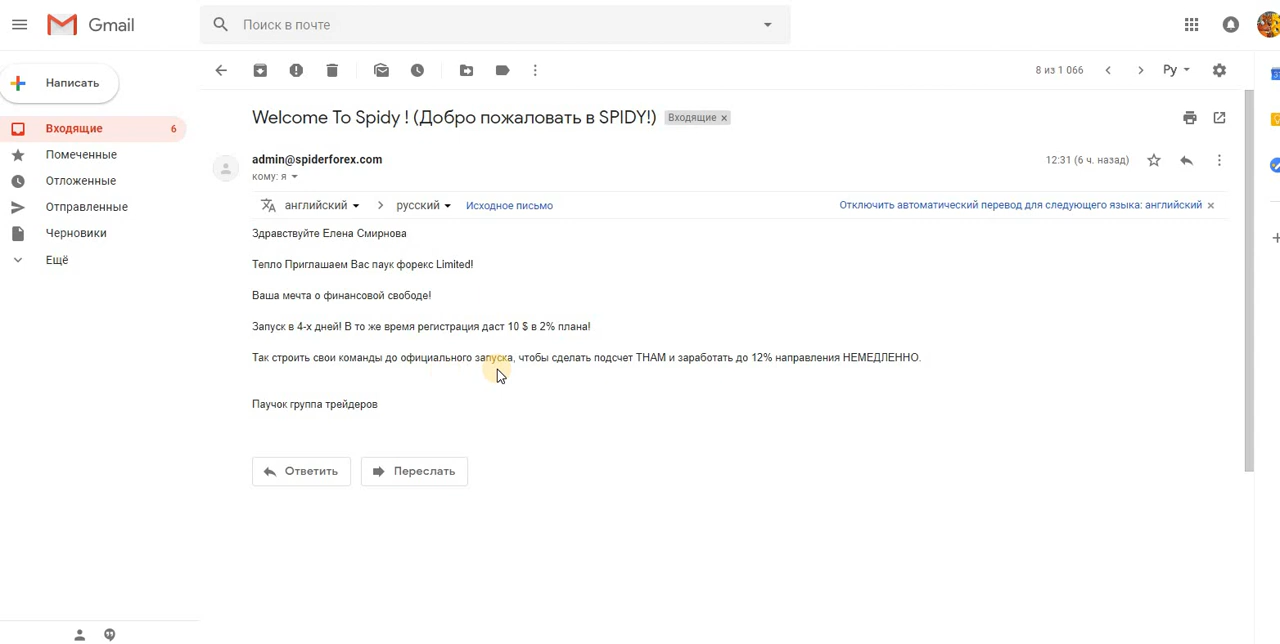 Gmail
Поиск в почте
Написать
8 из 1 066
Ру
Входящие 6
Помеченные
Отложенные
Отправленные
Черновики
Ещё
Welcome To Spidy ! (Добро пожаловать в SPIDY!) Входящие x
admin@spiderforex.com
12:31 (6 ч. назад)
кому: я
английский > русский Исходное письмо
Отключить автоматический перевод для следующего языка: английский x
Здравствуйте Елена Смирнова
Тепло Приглашаем Вас паук форекс Limited!
Ваша мечта о финансовой свободе!
Запуск в 4-х дней! В то же время регистрация даст 10 $ в 2% плана!
Так строить свои команды до официального запуска, чтобы сделать подсчет ТНАМ и заработать до 12% направления НЕМЕДЛЕННО.
Паучок группа трейдеров
Ответить
Переслать